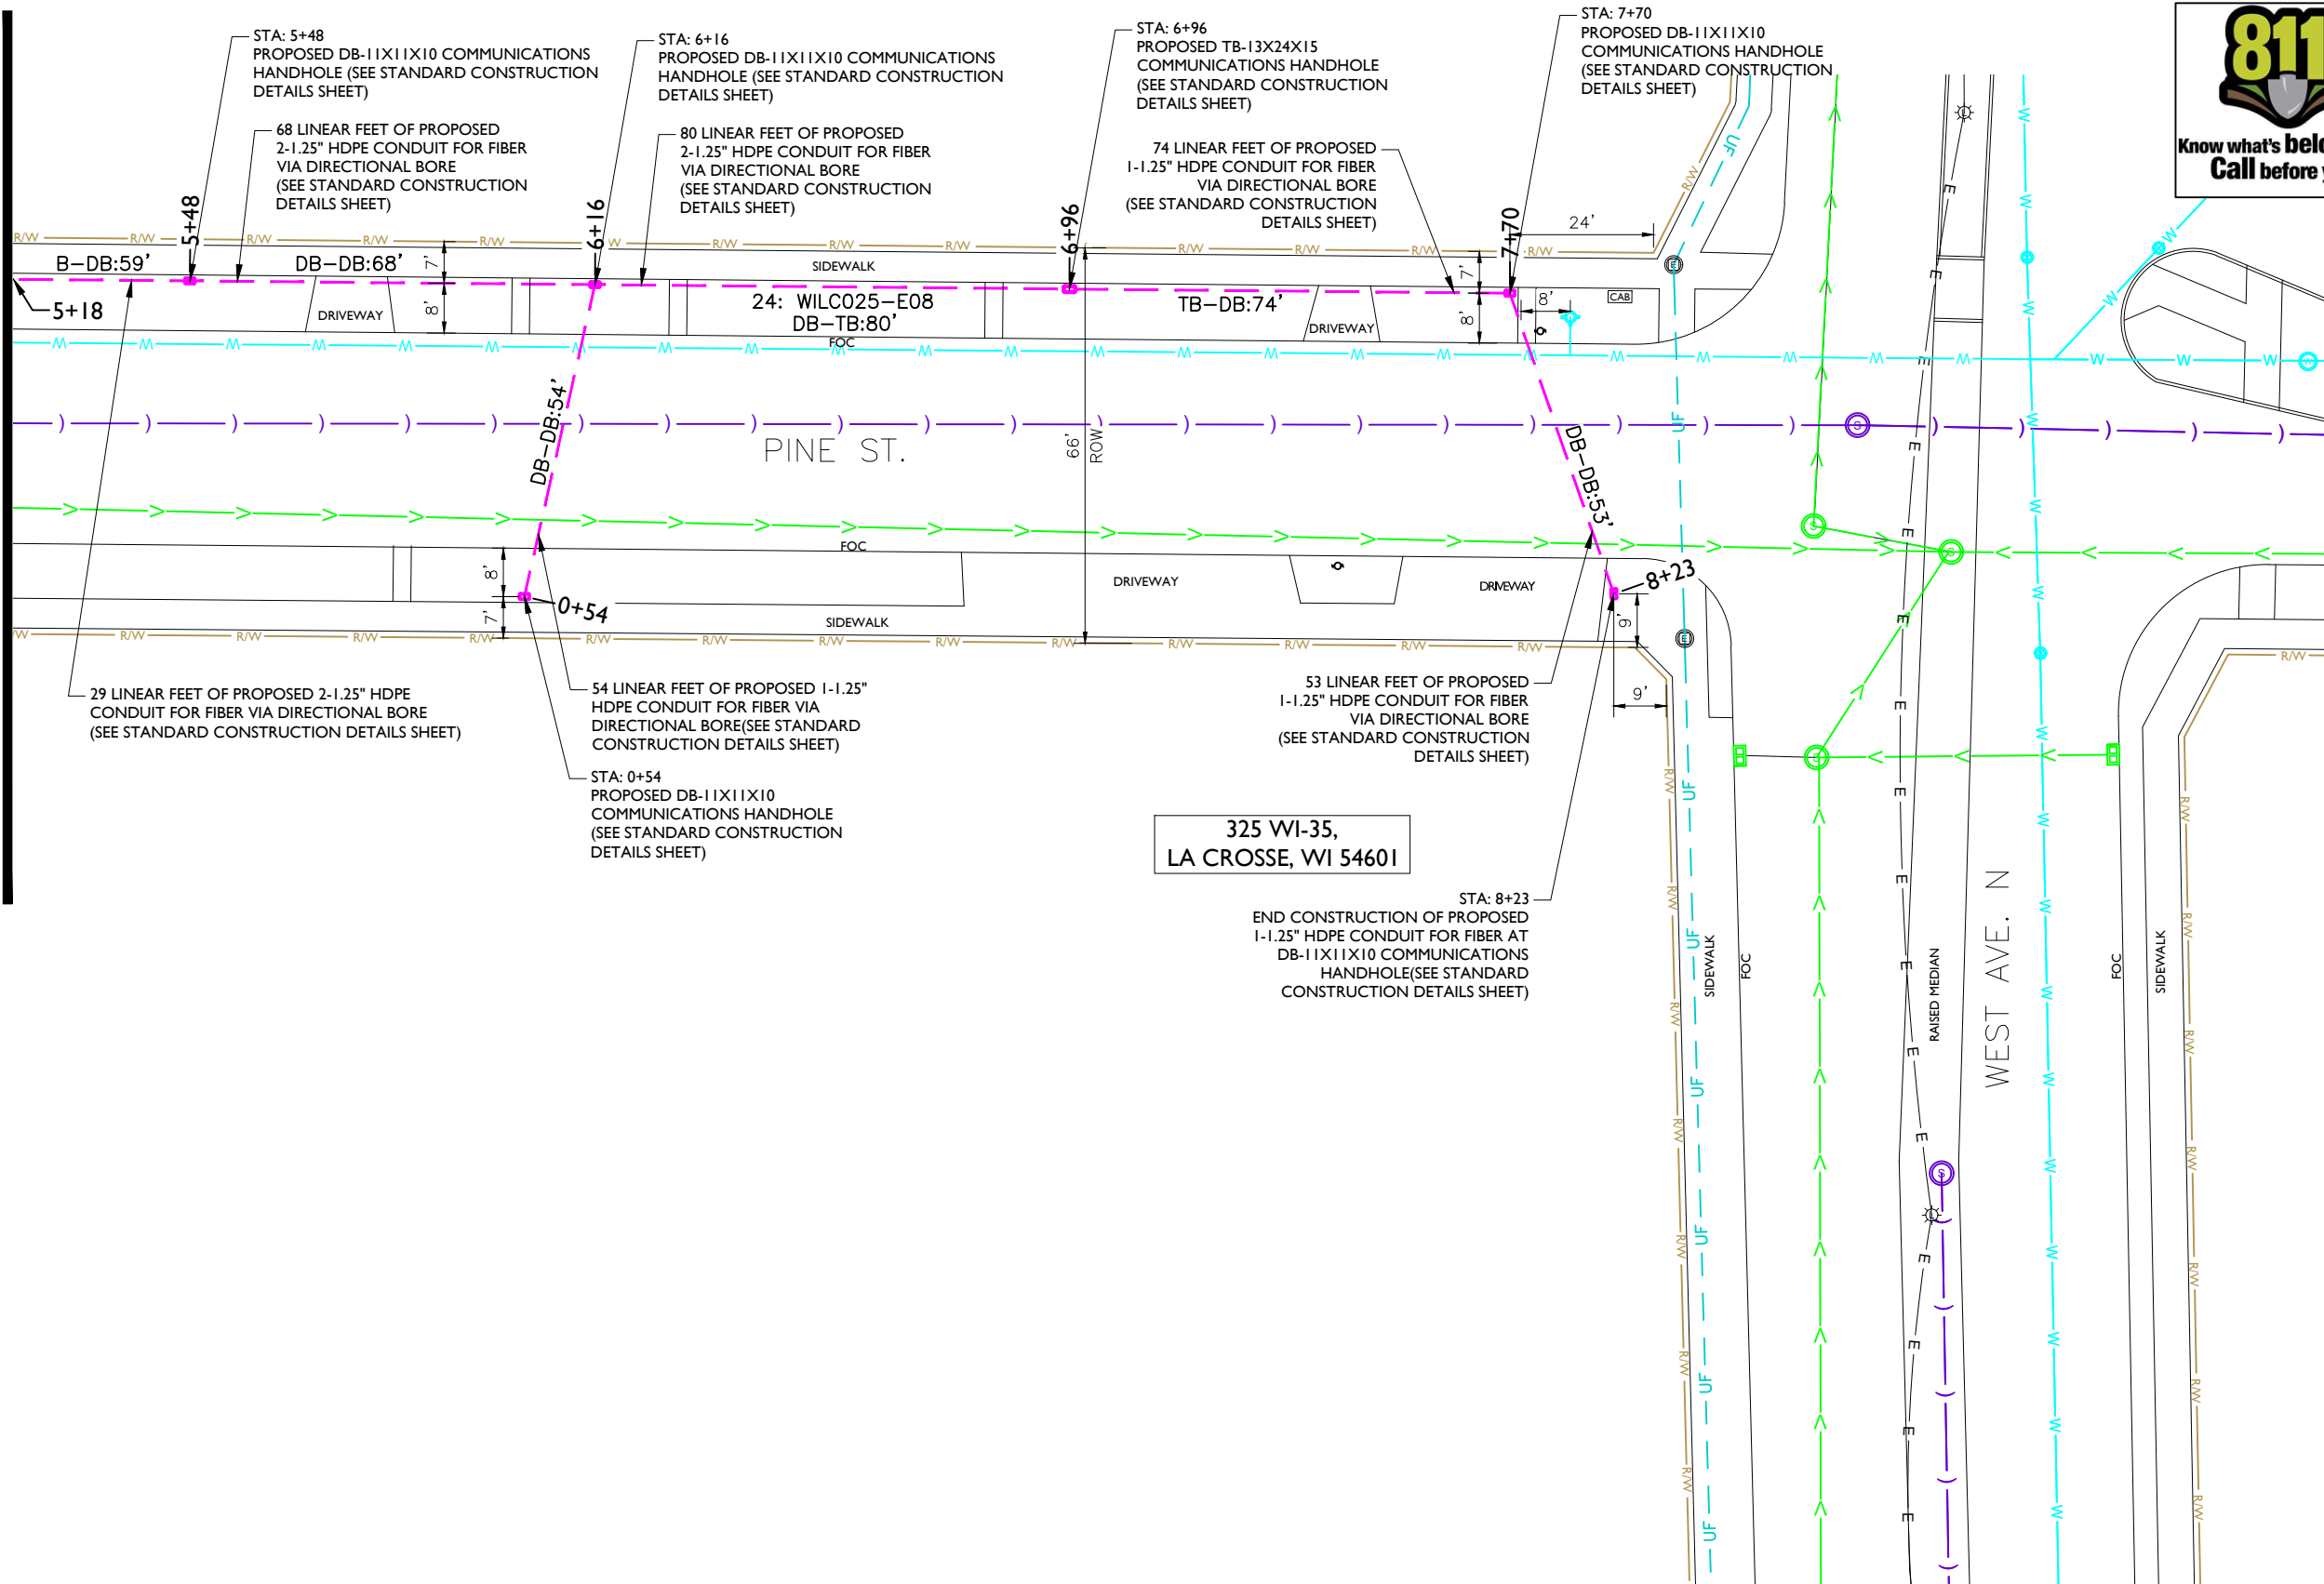 STA: 5+48
PROPOSED DB-11X11X10 COMMUNICATIONS
HANDHOLE (SEE STANDARD CONSTRUCTION
DETAILS SHEET)
68 LINEAR FEET OF PROPOSED
2-1.25" HDPE CONDUIT FOR FIBER
VIA DIRECTIONAL BORE
(SEE STANDARD CONSTRUCTION
DETAILS SHEET)
STA: 6+16
PROPOSED DB-11X11X10 COMMUNICATIONS
HANDHOLE (SEE STANDARD CONSTRUCTION
DETAILS SHEET)
80 LINEAR FEET OF PROPOSED
2-1.25" HDPE CONDUIT FOR FIBER
VIA DIRECTIONAL BORE
(SEE STANDARD CONSTRUCTION
DETAILS SHEET)
STA: 6+96
PROPOSED TB-13X24X15
COMMUNICATIONS HANDHOLE
(SEE STANDARD CONSTRUCTION
DETAILS SHEET)
74 LINEAR FEET OF PROPOSED
1-1.25" HDPE CONDUIT FOR FIBER
VIA DIRECTIONAL BORE
(SEE STANDARD CONSTRUCTION
DETAILS SHEET)
STA: 7+70
PROPOSED DB-11X11X10
COMMUNICATIONS HANDHOLE
(SEE STANDARD CONSTRUCTION
DETAILS SHEET)
811
Know what's
Call before
5+48
6+16
6+96
7+70
24'
R/W R/W R/W R/W R/W R/W R/W R/W R/W R/W R/W R/W
B-DB:59'
DB-DB:68'
7'
SIDEWALK
7'
5+18
DRIVEWAY
8'
24: WILC025-E08
DB-TB:80'
TB-DB:74'
DRIVEWAY
8'
8'
CAB
FOC
DB-DB:54'
PINE ST.
66'
ROW
DB-DB:53'
FOC
8'
DRIVEWAY
DRIVEWAY
8+23
0+54
7'
SIDEWALK
9'
R/W R/W R/W R/W R/W R/W R/W R/W R/W R/W R/W R/W R/W
9'
29 LINEAR FEET OF PROPOSED 2-1.25" HDPE
CONDUIT FOR FIBER VIA DIRECTIONAL BORE
(SEE STANDARD CONSTRUCTION DETAILS SHEET)
54 LINEAR FEET OF PROPOSED 1-1.25"
HDPE CONDUIT FOR FIBER VIA
DIRECTIONAL BORE(SEE STANDARD
CONSTRUCTION DETAILS SHEET)
STA: 0+54
PROPOSED DB-11X11X10
COMMUNICATIONS HANDHOLE
(SEE STANDARD CONSTRUCTION
DETAILS SHEET)
53 LINEAR FEET OF PROPOSED
1-1.25" HDPE CONDUIT FOR FIBER
VIA DIRECTIONAL BORE
(SEE STANDARD CONSTRUCTION
DETAILS SHEET)
325 WI-35,
LA CROSSE, WI 54601
STA: 8+23
END CONSTRUCTION OF PROPOSED
1-1.25" HDPE CONDUIT FOR FIBER AT
DB-11X11X10 COMMUNICATIONS
HANDHOLE(SEE STANDARD
CONSTRUCTION DETAILS SHEET)
SIDEWALK
FOC
RAISED MEDIAN
WEST AVE. N
FOC
SIDEWALK